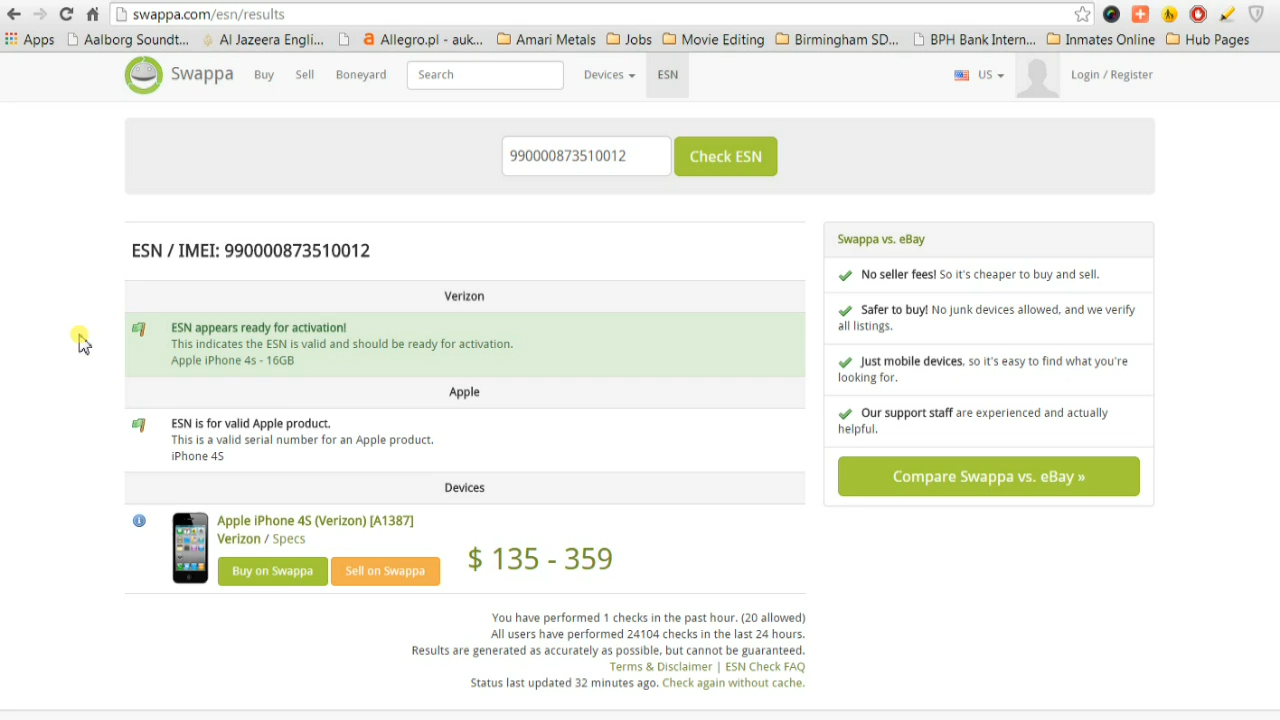 swappa.com/esn/results
Apps Aalborg Soundt... Al Jazeera Engli... Allegro.pl - auk... Amari Metals Jobs Movie Editing Birmingham SD... BPH Bank Intern... Inmates Online Hub Pages
Swappa Buy Sell Boneyard Search Devices ESN US Login / Register
990000873510012 Check ESN
ESN / IMEI: 990000873510012
Verizon
ESN appears ready for activation!
This indicates the ESN is valid and should be ready for activation.
Apple iPhone 4s - 16GB
Apple
ESN is for valid Apple product.
This is a valid serial number for an Apple product.
iPhone 4S
Devices
Apple iPhone 4S (Verizon) [A1387]
Verizon / Specs
Buy on Swappa Sell on Swappa $ 135 - 359
You have performed 1 checks in the past hour. (20 allowed)
All users have performed 24104 checks in the last 24 hours.
Results are generated as accurately as possible, but cannot be guaranteed.
Terms & Disclaimer | ESN Check FAQ
Status last updated 32 minutes ago. Check again without cache.
Swappa vs. eBay
No seller fees! So it's cheaper to buy and sell.
Safer to buy! No junk devices allowed, and we verify
all listings.
Just mobile devices, so it's easy to find what you're
looking for.
Our support staff are experienced and actually
helpful.
Compare Swappa vs. eBay »